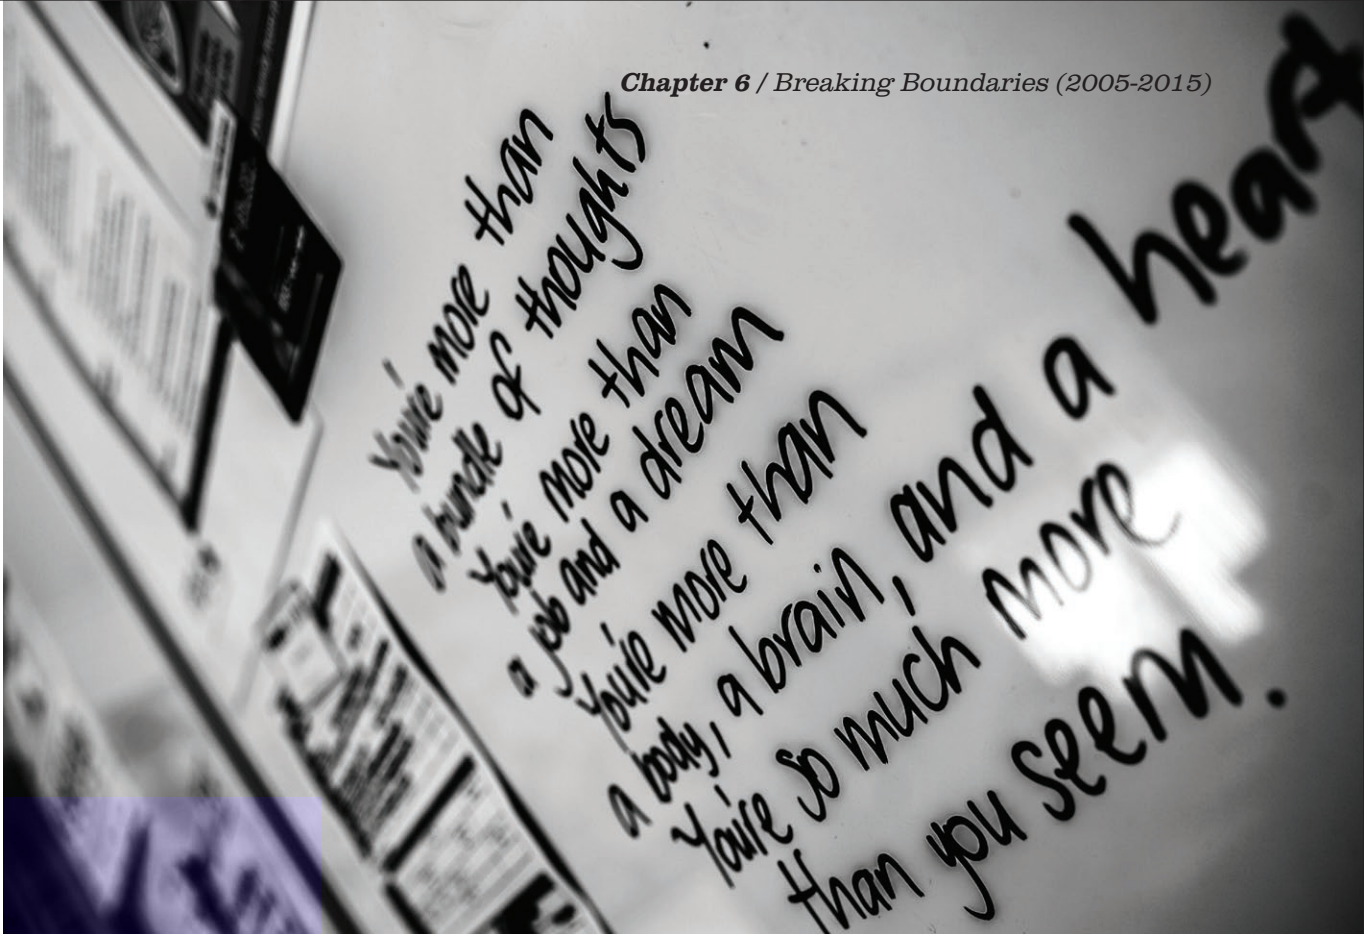 Chapter 6 / Breaking Boundaries (2005-2015)
You're more than
a bundle of thoughts
You're more than
a job and a dream
You're more than
a body, a brain, and a heart
You're so much more
than you seem.